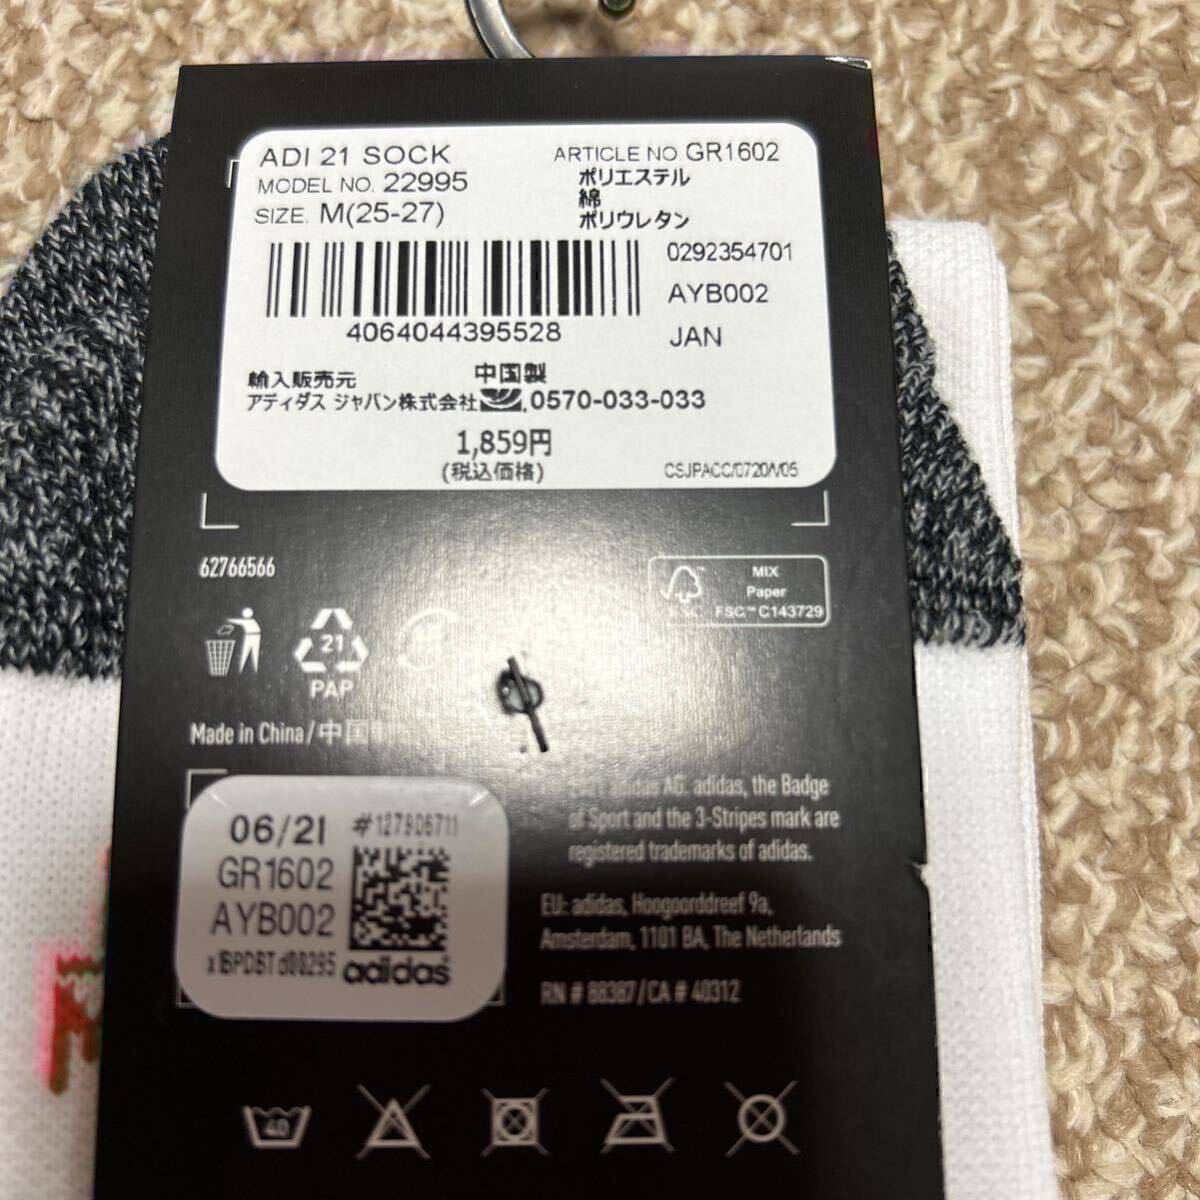 ADI 21 SOCK ARTICLE NO. GR1602
MODEL NO. 22995 ポリエステル
綿
SIZE. M(25-27) ポリウレタン
0292354701
AYB002
4064044395528 JAN
輸入販売元 中国製
アディダス ジャパン株式会社 0570-033-033
1,859円
(税込価格) CSJPACC/0720/V05
62766566
MIX
Paper
FSC FSC™ C143729
21
PAP
Made in China/中国製
adidas AG. adidas, the Badge
of Sport and the 3-Stripes mark are
registered trademarks of adidas.
06/21 #127806711
GR1602
AYB002
adidas
EU: adidas, Hoogoorddreef 9a,
Amsterdam, 1101 BA, The Netherlands
RN # 88387/CA # 40312
40